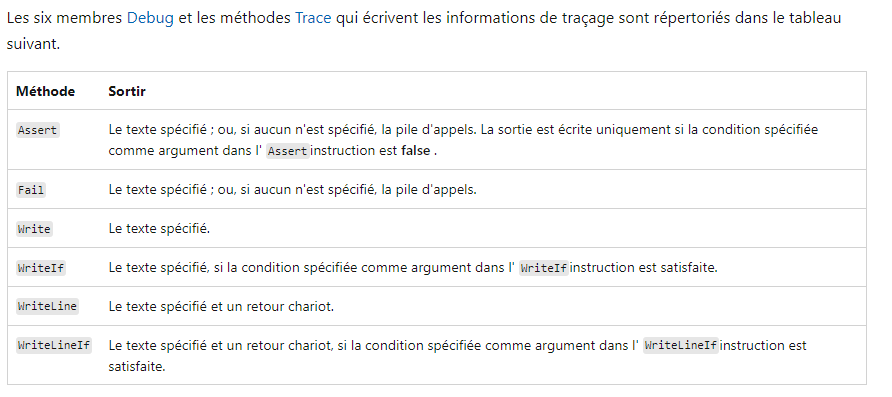 Les six membres Debug et les méthodes Trace qui écrivent les informations de traçage sont répertoriés dans le tableau
suivant.
Méthode Sortir
Assert Le texte spécifié ; ou, si aucun n'est spécifié, la pile d'appels. La sortie est écrite uniquement si la condition spécifiée
comme argument dans l' Assert instruction est false .
Fail Le texte spécifié ; ou, si aucun n'est spécifié, la pile d'appels.
Write Le texte spécifié.
WriteIf Le texte spécifié, si la condition spécifiée comme argument dans l' WriteIf instruction est satisfaite.
WriteLine Le texte spécifié et un retour chariot.
WriteLineIf Le texte spécifié et un retour chariot, si la condition spécifiée comme argument dans l' WriteLineIf instruction est
satisfaite.